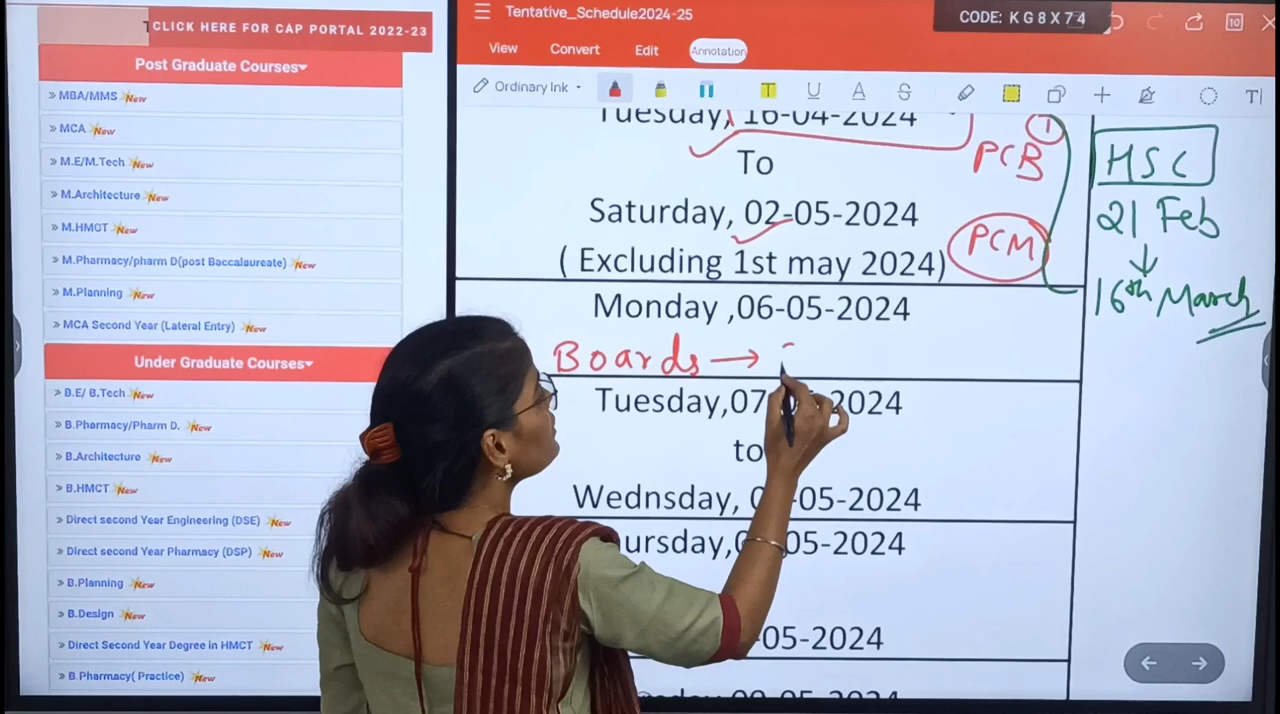 CLICK HERE FOR CAP PORTAL 2022-23
Post Graduate Courses
» MBA/MMS New
» MCA New
» M.E/M.Tech New
» M.Architecture New
» M.HMCT New
» M.Pharmacy/pharm D(post Baccalaureate) New
» M.Planning New
» MCA Second Year (Lateral Entry) New
Under Graduate Courses
» B.E/ B.Tech New
» B.Pharmacy/Pharm D. New
» B.Architecture New
» B.HMCT New
» Direct second Year Engineering (DSE) New
» Direct second Year Pharmacy (DSP) New
» B.Planning New
» B.Design New
» Direct Second Year Degree in HMCT New
» B.Pharmacy( Practice) New
Tentative_Schedule2024-25
CODE: KG8X74
10
View Convert Edit Annotation
Ordinary Ink
Tuesday, 16-04-2024
To
Saturday, 02-05-2024
( Excluding 1st may 2024)
PCB 1
PCM
Monday ,06-05-2024
Boards →
Tuesday,07 2024
to
Wednsday, -05-2024
05-2024
-05-2024
HSC
21 Feb
↓
16th March